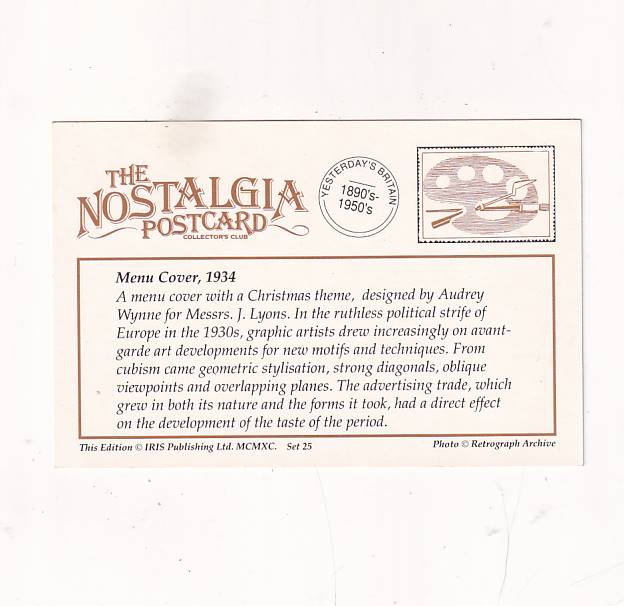 THE
NOSTALGIA
POSTCARD
COLLECTOR'S CLUB
YESTERDAY'S BRITAIN
1890's-
1950's
Menu Cover, 1934
A menu cover with a Christmas theme, designed by Audrey
Wynne for Messrs. J. Lyons. In the ruthless political strife of
Europe in the 1930s, graphic artists drew increasingly on avant-
garde art developments for new motifs and techniques. From
cubism came geometric stylisation, strong diagonals, oblique
viewpoints and overlapping planes. The advertising trade, which
grew in both its nature and the forms it took, had a direct effect
on the development of the taste of the period.
This Edition © IRIS Publishing Ltd. MCMXC. Set 25
Photo © Retrograph Archive